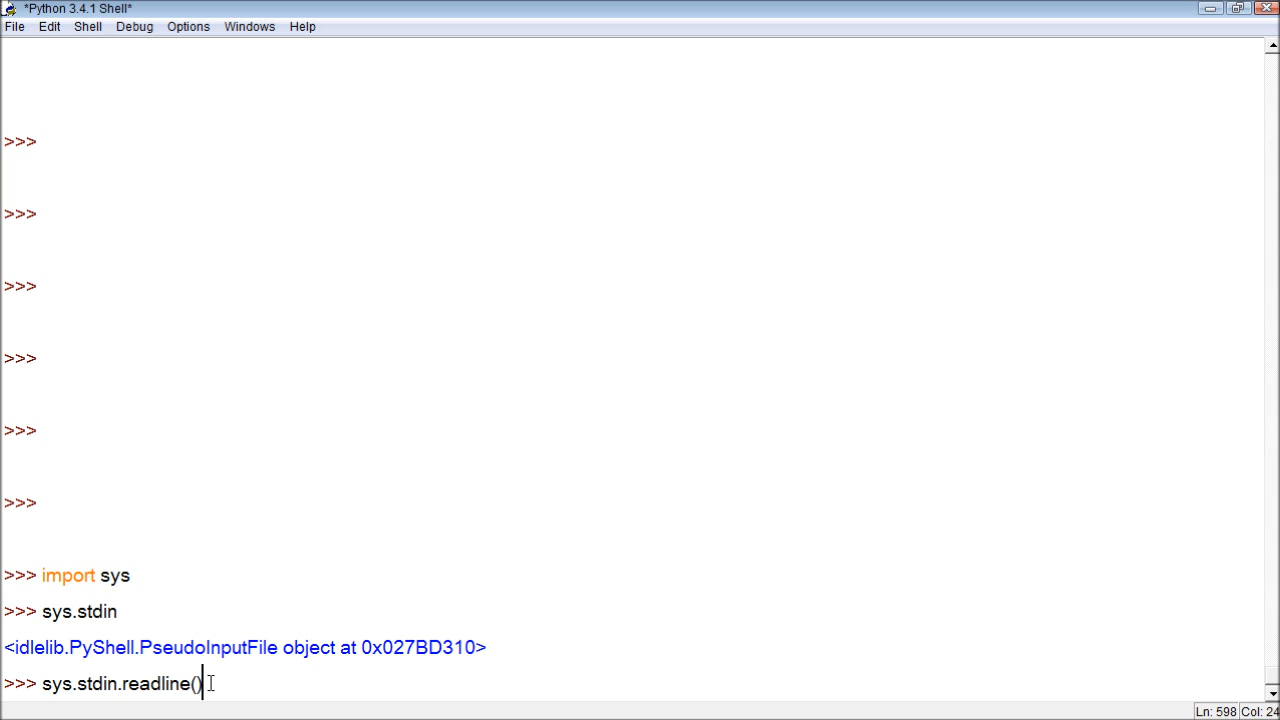 *Python 3.4.1 Shell*
File Edit Shell Debug Options Windows Help
>>>
>>>
>>>
>>>
>>>
>>>
>>> import sys
>>> sys.stdin
<idlelib.PyShell.PseudoInputFile object at 0x027BD310>
>>> sys.stdin.readline()
Ln: 598 Col: 24